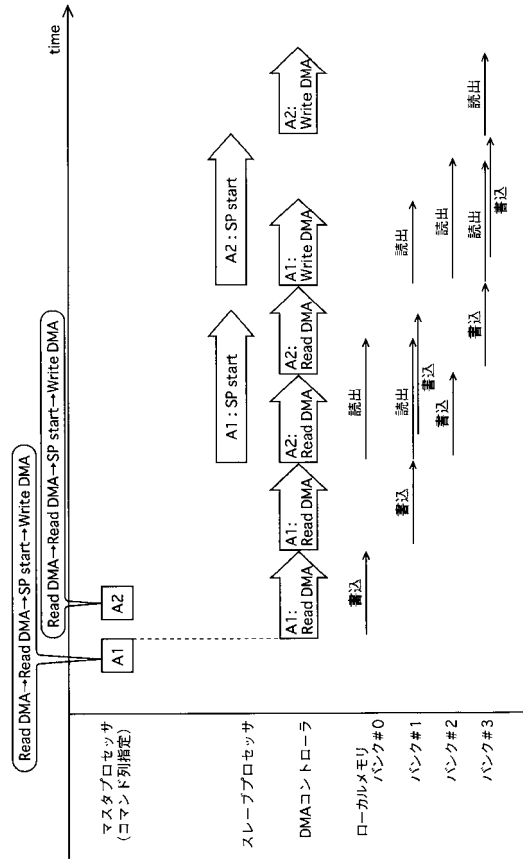 Read DMA→Read DMA→SP start→Write DMA
Read DMA→Read DMA→SP start→Write DMA
time
マスタプロセッサ
(コマンド列指定)
A1
A2
スレーブプロセッサ
A1 : SP start
A2 : SP start
DMAコントローラ
A1:
Read DMA
A1:
Read DMA
A2:
Read DMA
A2:
Read DMA
A1:
Write DMA
A2:
Write DMA
ローカルメモリ
バンク#0
書込
読出
バンク#1
書込
読出
書込
読出
バンク#2
書込
読出
バンク#3
書込
読出
書込
読出